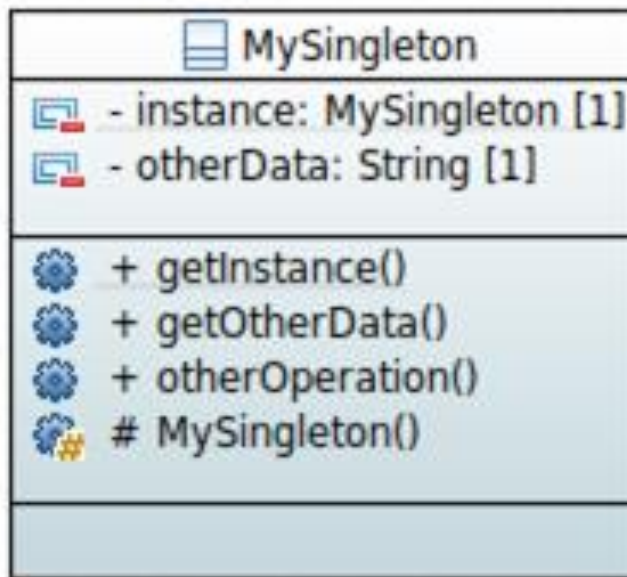 MySingleton
- instance: MySingleton [1]
- otherData: String [1]
+ getInstance()
+ getOtherData()
+ otherOperation()
# MySingleton()